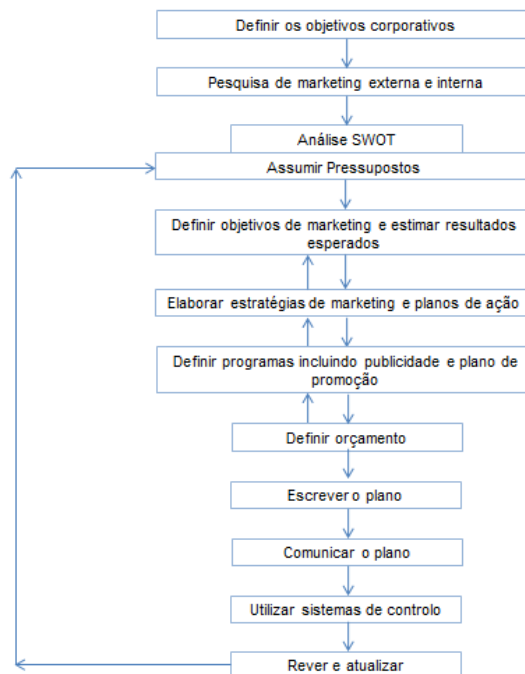 Definir os objetivos corporativos
Pesquisa de marketing externa e interna
Análise SWOT
Assumir Pressupostos
Definir objetivos de marketing e estimar resultados
esperados
Elaborar estratégias de marketing e planos de ação
Definir programas incluindo publicidade e plano de
promoção
Definir orçamento
Escrever o plano
Comunicar o plano
Utilizar sistemas de controlo
Rever e atualizar